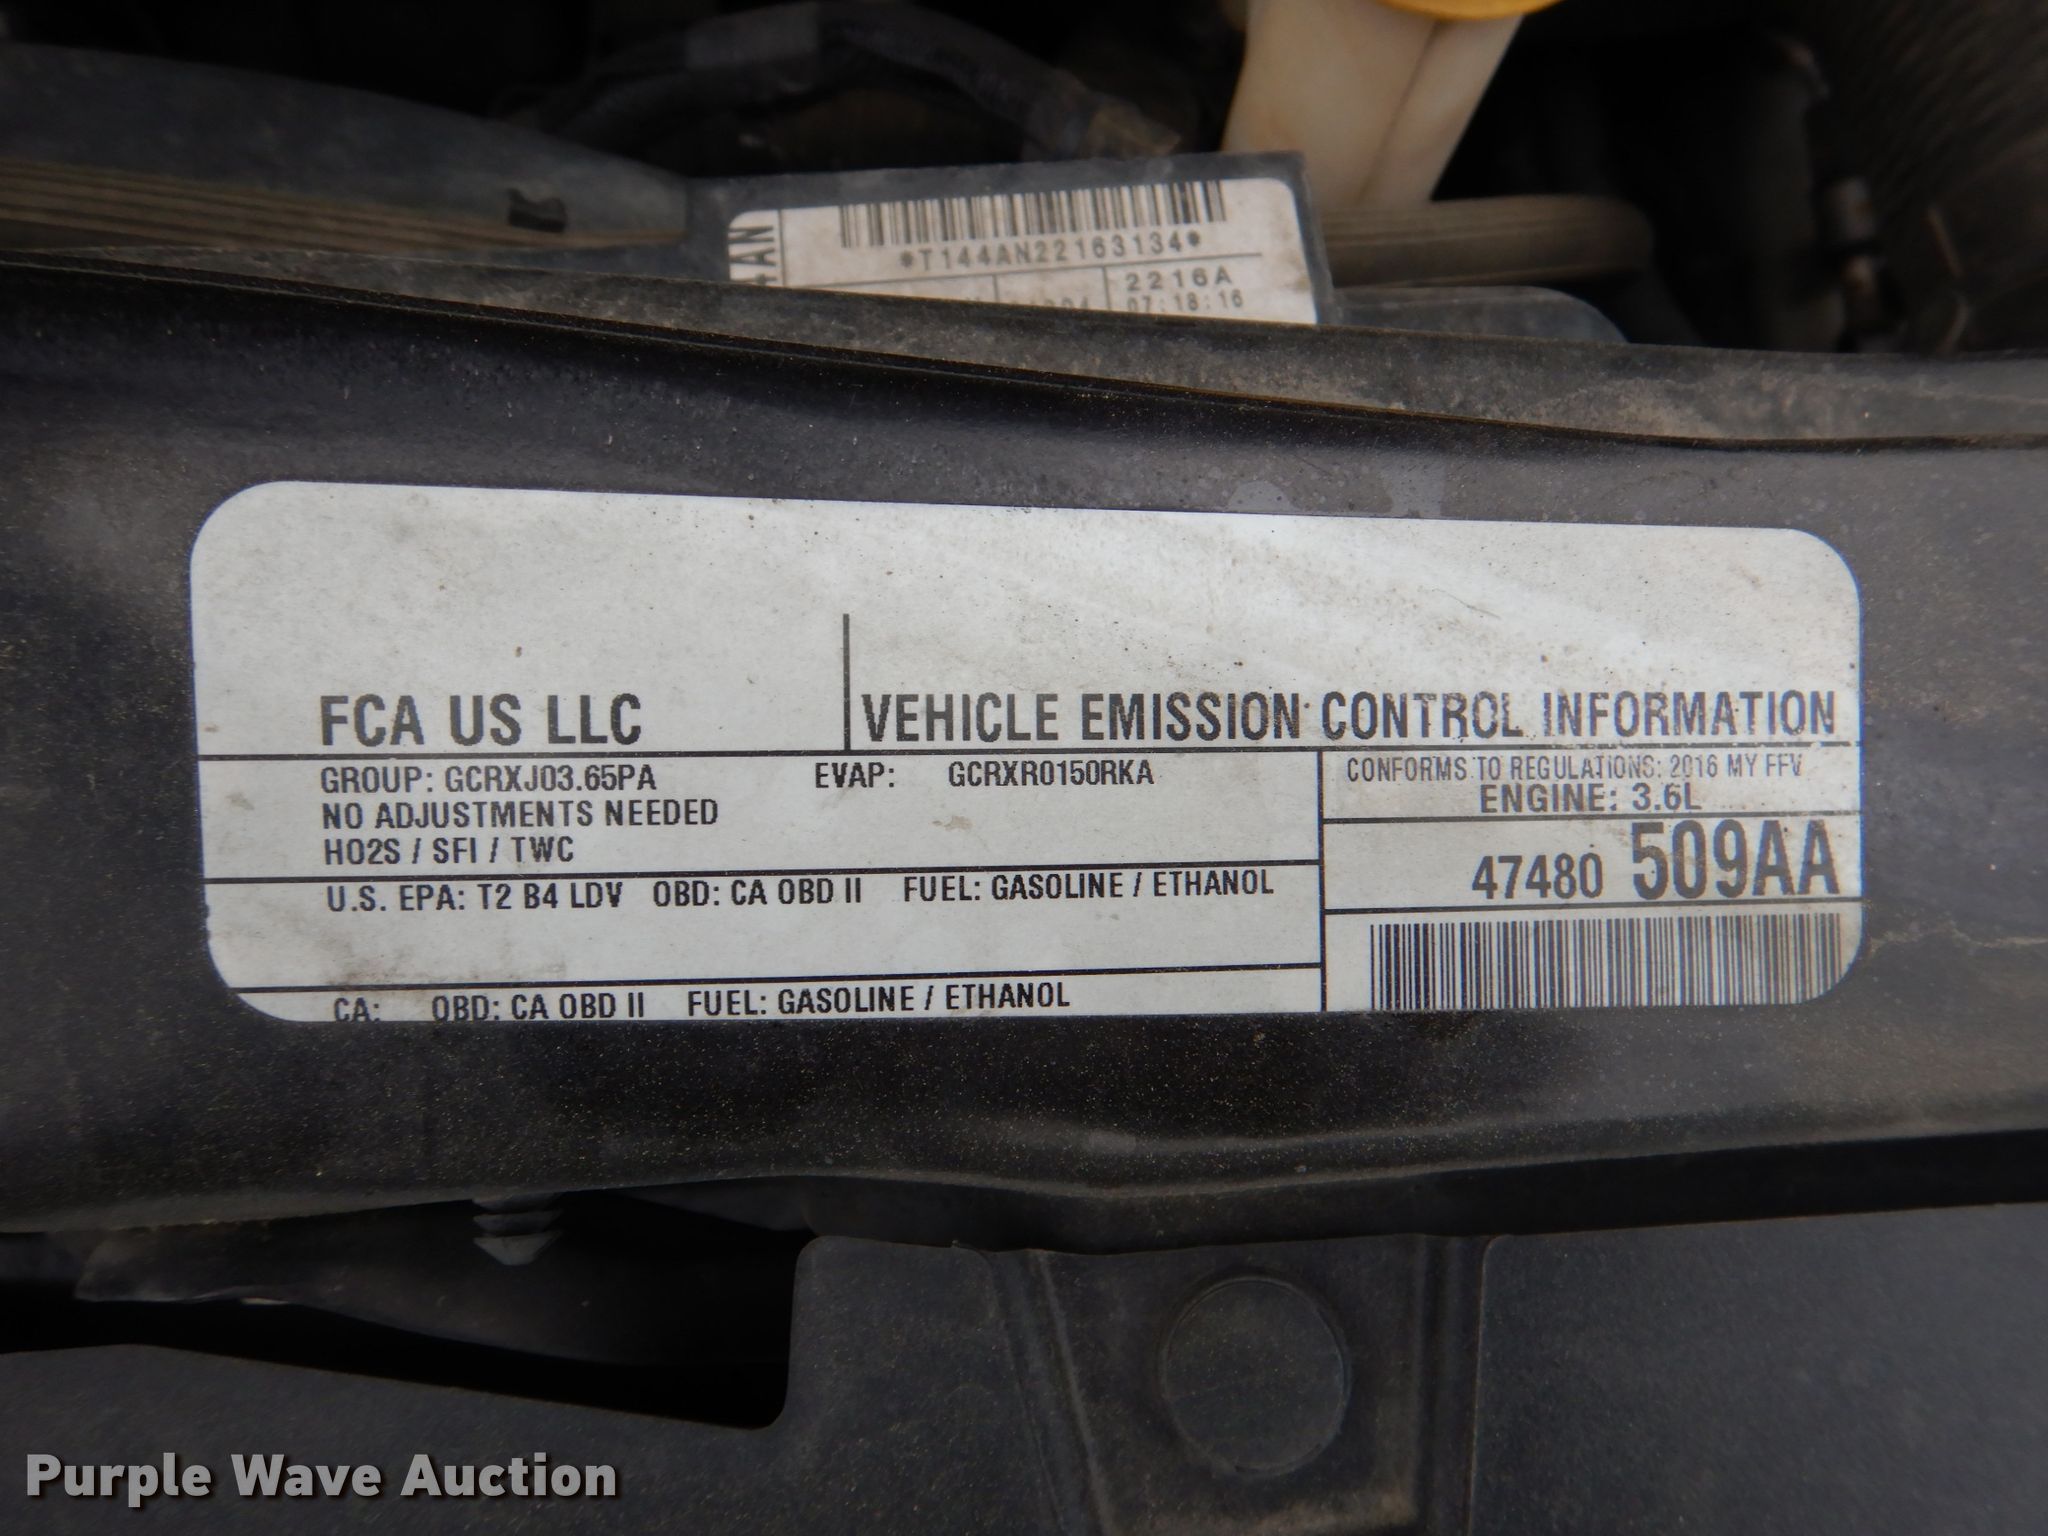 4AN
*T144AN22163134*
2216A
07:18:16
FCA US LLC
VEHICLE EMISSION CONTROL INFORMATION
GROUP: GCRXJ03.65PA EVAP: GCRXR0150RKA
NO ADJUSTMENTS NEEDED
HO2S / SFI / TWC
CONFORMS TO REGULATIONS: 2016 MY FFV
ENGINE: 3.6L
47480 509AA
U.S. EPA: T2 B4 LDV OBD: CA OBD II FUEL: GASOLINE / ETHANOL
CA: OBD: CA OBD II FUEL: GASOLINE / ETHANOL
Purple Wave Auction